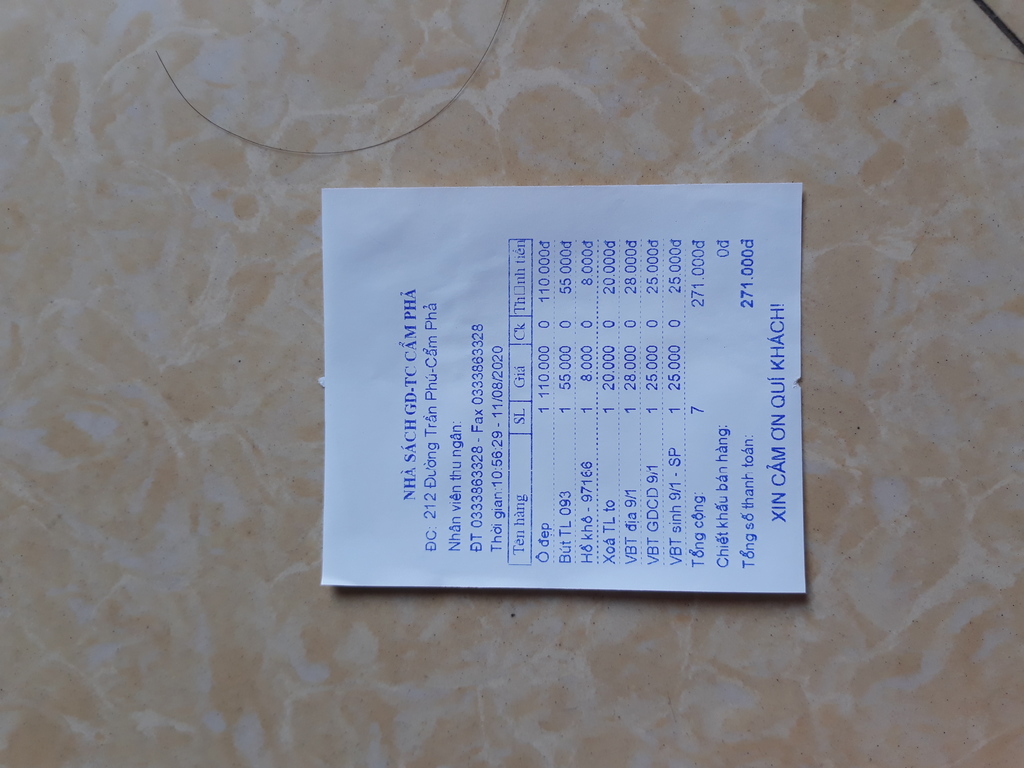 NHÀ SÁCH GD-TC CẨM PHẢ
ĐC: 212 Đường Trần Phú-Cẩm Phả
Nhân viên thu ngân:
ĐT 0333863328 - Fax 0333863328
Thời gian:10:56:29 - 11/08/2020
Tên hàng SL Giá Ck Th□nh tiền
Ô đẹp 1 110.000 0 110.000đ
Bút TL 093 1 55.000 0 55.000đ
Hồ khô - 97166 1 8.000 0 8.000đ
Xoá TL to 1 20.000 0 20.000đ
VBT địa 9/1 1 28.000 0 28.000đ
VBT GDCD 9/1 1 25.000 0 25.000đ
VBT sinh 9/1 - SP 1 25.000 0 25.000đ
Tổng cộng: 7 271.000đ
Chiết khấu bán hàng: 0đ
Tổng số thanh toán: 271.000đ
XIN CẢM ƠN QUÍ KHÁCH!